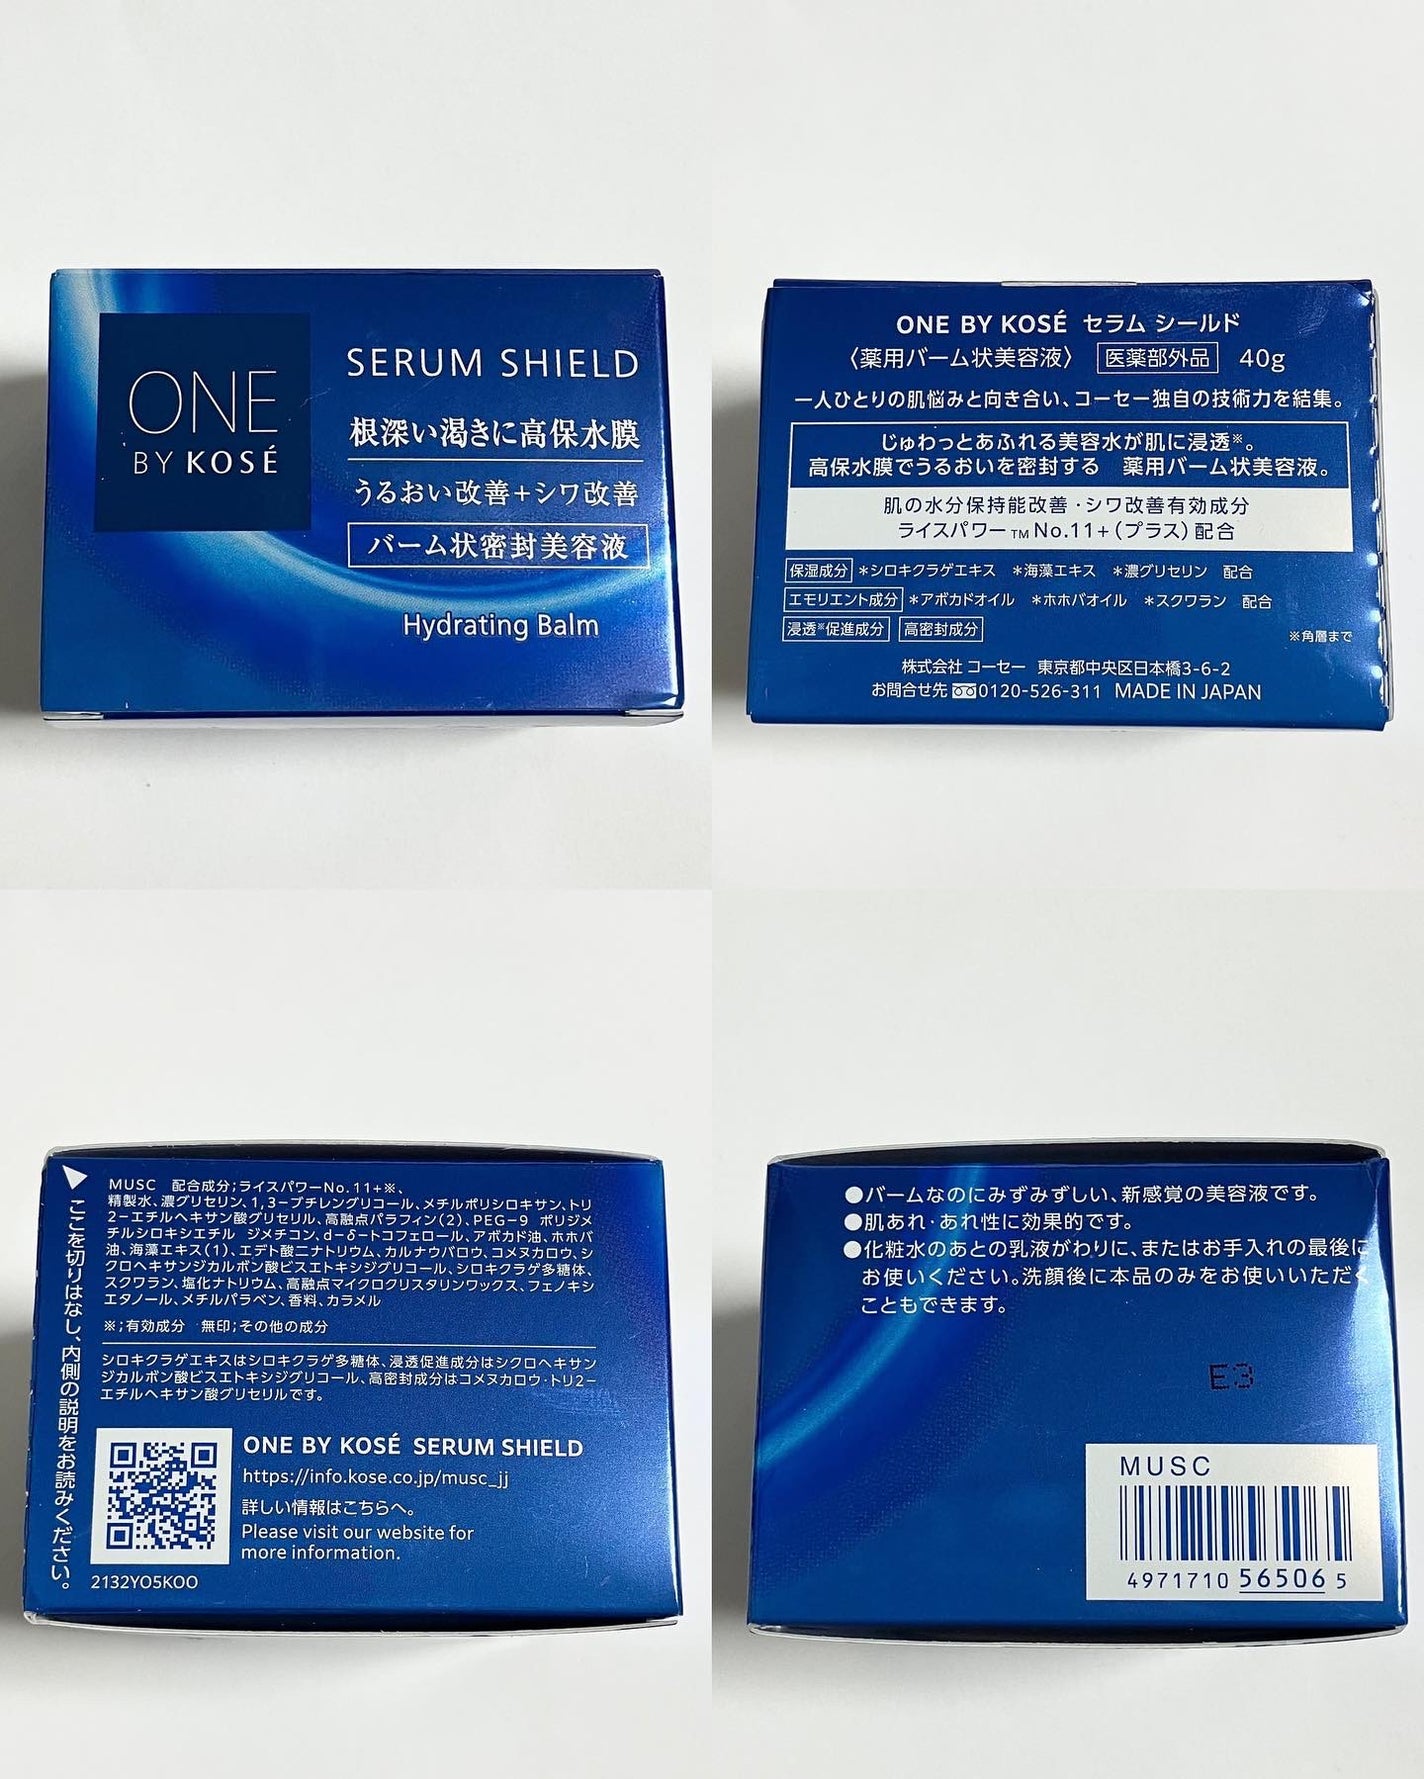 ONE
BY KOSÉ
SERUM SHIELD
根深い渇きに高保水膜
うるおい改善+シワ改善
バーム状密封美容液
Hydrating Balm
ONE BY KOSÉ セラム シールド
〈薬用バーム状美容液〉 医薬部外品 40g
一人ひとりの肌悩みと向き合い、コーセー独自の技術力を結集。
じゅわっとあふれる美容水が肌に浸透※。
高保水膜でうるおいを密封する 薬用バーム状美容液。
肌の水分保持能改善・シワ改善有効成分
ライスパワー™No.11+(プラス)配合
保湿成分 *シロキクラゲエキス *海藻エキス *濃グリセリン 配合
エモリエント成分 *アボカドオイル *ホホバオイル *スクワラン 配合
浸透※促進成分 高密封成分 ※角層まで
株式会社 コーセー 東京都中央区日本橋3-6-2
お問合せ先 0120-526-311 MADE IN JAPAN
ここを切りはなし、内側の説明をお読みください。
MUSC 配合成分;ライスパワーNo.11+※、
精製水、濃グリセリン、1,3-ブチレングリコール、メチルポリシロキサン、トリ
2-エチルヘキサン酸グリセリル、高融点パラフィン(2)、PEG-9 ポリジメ
チルシロキシエチル ジメチコン、d-δ-トコフェロール、アボカド油、ホホバ
油、海藻エキス(1)、エデト酸二ナトリウム、カルナウバロウ、コメヌカロウ、シ
クロヘキサンジカルボン酸ビスエトキシジグリコール、シロキクラゲ多糖体、
スクワラン、塩化ナトリウム、高融点マイクロクリスタリンワックス、フェノキシ
エタノール、メチルパラベン、香料、カラメル
※;有効成分 無印;その他の成分
シロキクラゲエキスはシロキクラゲ多糖体、浸透促進成分はシクロヘキサン
ジカルボン酸ビスエトキシジグリコール、高密封成分はコメヌカロウ・トリ2-
エチルヘキサン酸グリセリルです。
ONE BY KOSÉ SERUM SHIELD
https://info.kose.co.jp/musc_jj
詳しい情報はこちらへ。
Please visit our website for
more information.
2132YO5KOO
●バームなのにみずみずしい、新感覚の美容液です。
●肌あれ・あれ性に効果的です。
●化粧水のあとの乳液がわりに、またはお手入れの最後に
お使いください。洗顔後に本品のみをお使いいただく
こともできます。
E3
MUSC
4971710 56506 5